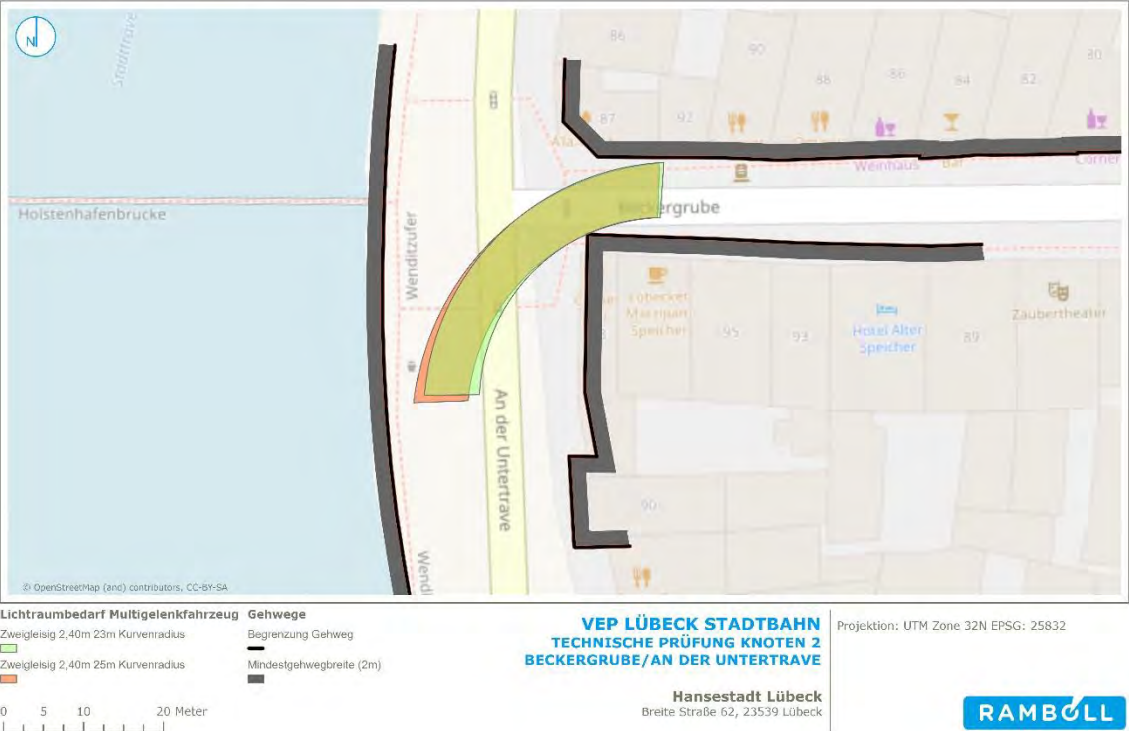 N
Stadttrave
86
90
88
86
84
82
80
87
92
Weinhaus
Bar
Corner
Holstenhafenbrücke
Beckergrube
Wenditzufer
Lübecker
Marzipan
Speicher
95
93
Hotel Alter
Speicher
89
Zaubertheater
An der Untertrave
90
Wendi
© OpenStreetMap (and) contributors, CC-BY-SA
Lichtraumbedarf Multigelenkfahrzeug
Zweigleisig 2,40m 23m Kurvenradius
Zweigleisig 2,40m 25m Kurvenradius
Gehwege
Begrenzung Gehweg
Mindestgehwegbreite (2m)
0 5 10 20 Meter
VEP LÜBECK STADTBAHN
TECHNISCHE PRÜFUNG KNOTEN 2
BECKERGRUBE/AN DER UNTERTRAVE
Hansestadt Lübeck
Breite Straße 62, 23539 Lübeck
Projektion: UTM Zone 32N EPSG: 25832
RAMBOLL